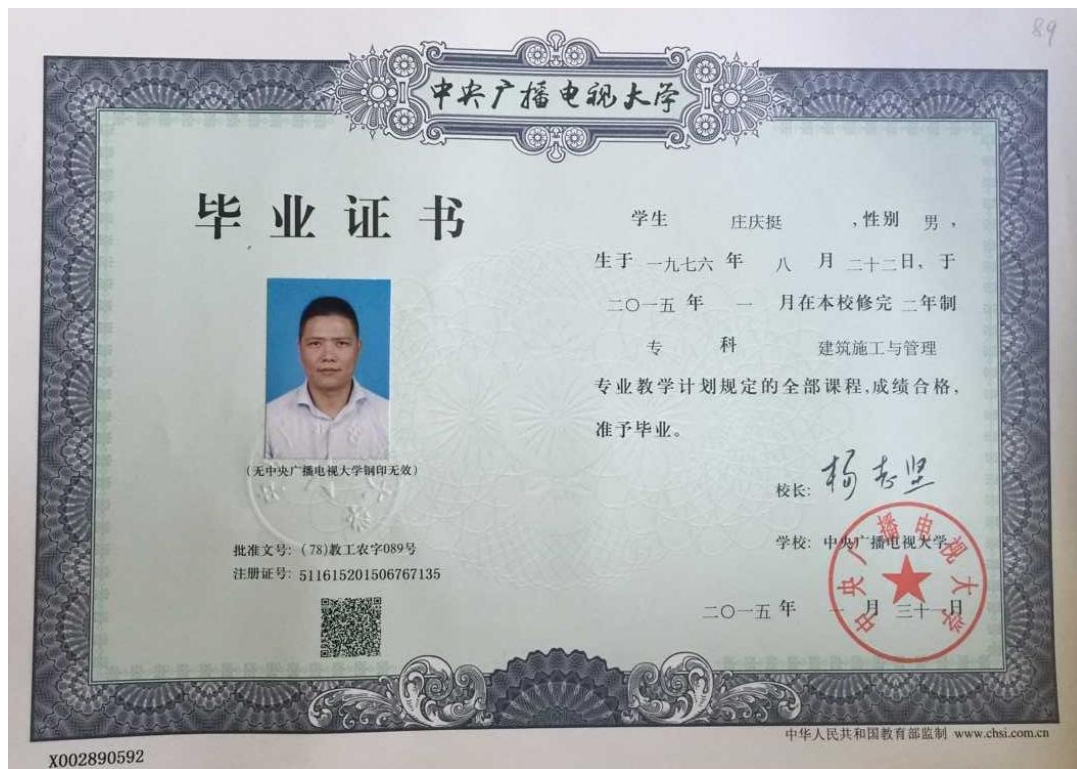 89
中央广播电视大学
毕业证书
学生 庄庆挺 ,性别 男,
生于 一九七六 年 八 月 二十二日, 于
二〇一五 年 一 月在本校修完 二年制
专 科 建筑施工与管理
专业教学计划规定的全部课程,成绩合格,
准予毕业。
(无中央广播电视大学钢印无效)
校长: 杨志坚
批准文号: (78)教工农字089号
注册证号: 511615201506767135
学校: 中央广播电视大学
中央广播电视大学
二〇一五 年 一 月 三十一日
中华人民共和国教育部监制 www.chsi.com.cn
X002890592